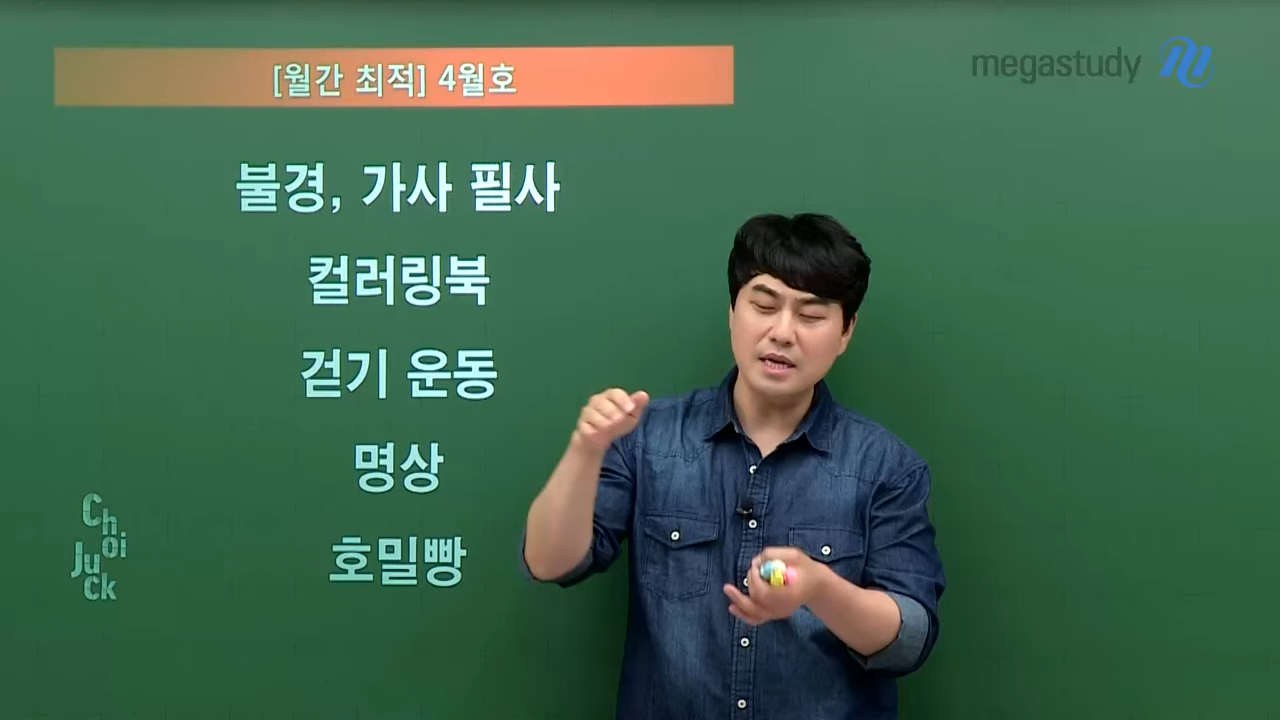 [월간 최적] 4월호
megastudy
불경, 가사 필사
컬러링북
걷기 운동
명상
호밀빵
Choi
Juck